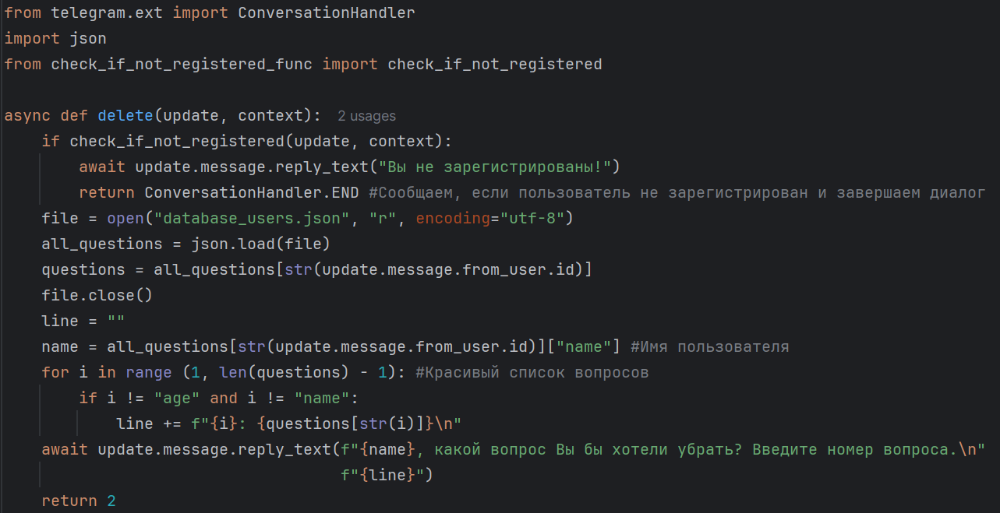 from telegram.ext import ConversationHandler
import json
from check_if_not_registered_func import check_if_not_registered

async def delete(update, context): 2 usages
    if check_if_not_registered(update, context):
        await update.message.reply_text("Вы не зарегистрированы!")
        return ConversationHandler.END #Сообщаем, если пользователь не зарегистрирован и завершаем диалог
    file = open("database_users.json", "r", encoding="utf-8")
    all_questions = json.load(file)
    questions = all_questions[str(update.message.from_user.id)]
    file.close()
    line = ""
    name = all_questions[str(update.message.from_user.id)]["name"] #Имя пользователя
    for i in range (1, len(questions) - 1): #Красивый список вопросов
        if i != "age" and i != "name":
            line += f"{i}: {questions[str(i)]}\n"
    await update.message.reply_text(f"{name}, какой вопрос Вы бы хотели убрать? Введите номер вопроса.\n"
                                    f"{line}")
    return 2